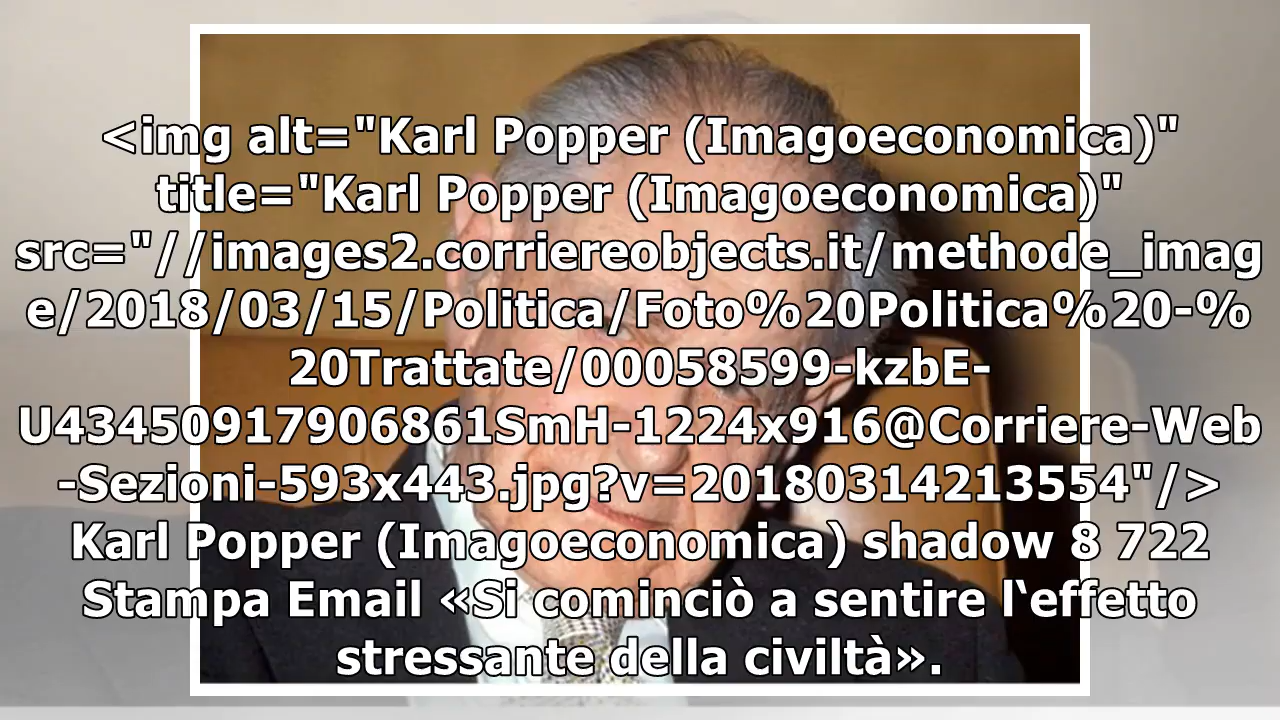 <img alt="Karl Popper (Imagoeconomica)"
title="Karl Popper (Imagoeconomica)"
src="//images2.corriereobjects.it/methode_imag
e/2018/03/15/Politica/Foto%20Politica%20-%
20Trattate/00058599-kzbE-
U43450917906861SmH-1224x916@Corriere-Web
-Sezioni-593x443.jpg?v=20180314213554"/>
Karl Popper (Imagoeconomica) shadow 8 722
Stampa Email «Si cominciò a sentire l‛effetto
stressante della civiltà».